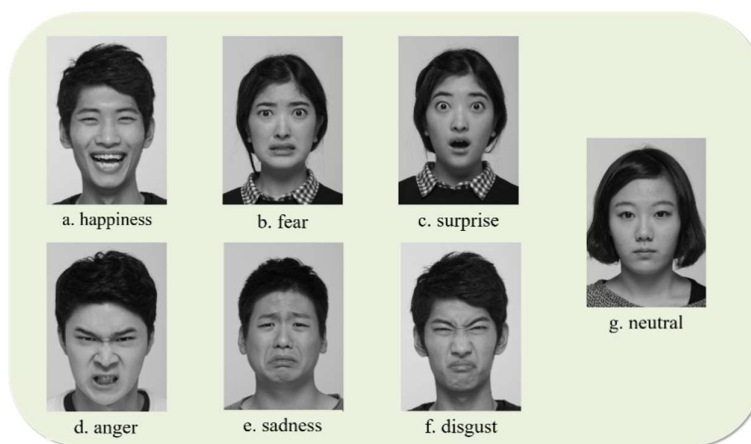 a. happiness
b. fear
c. surprise
d. anger
e. sadness
f. disgust
g. neutral